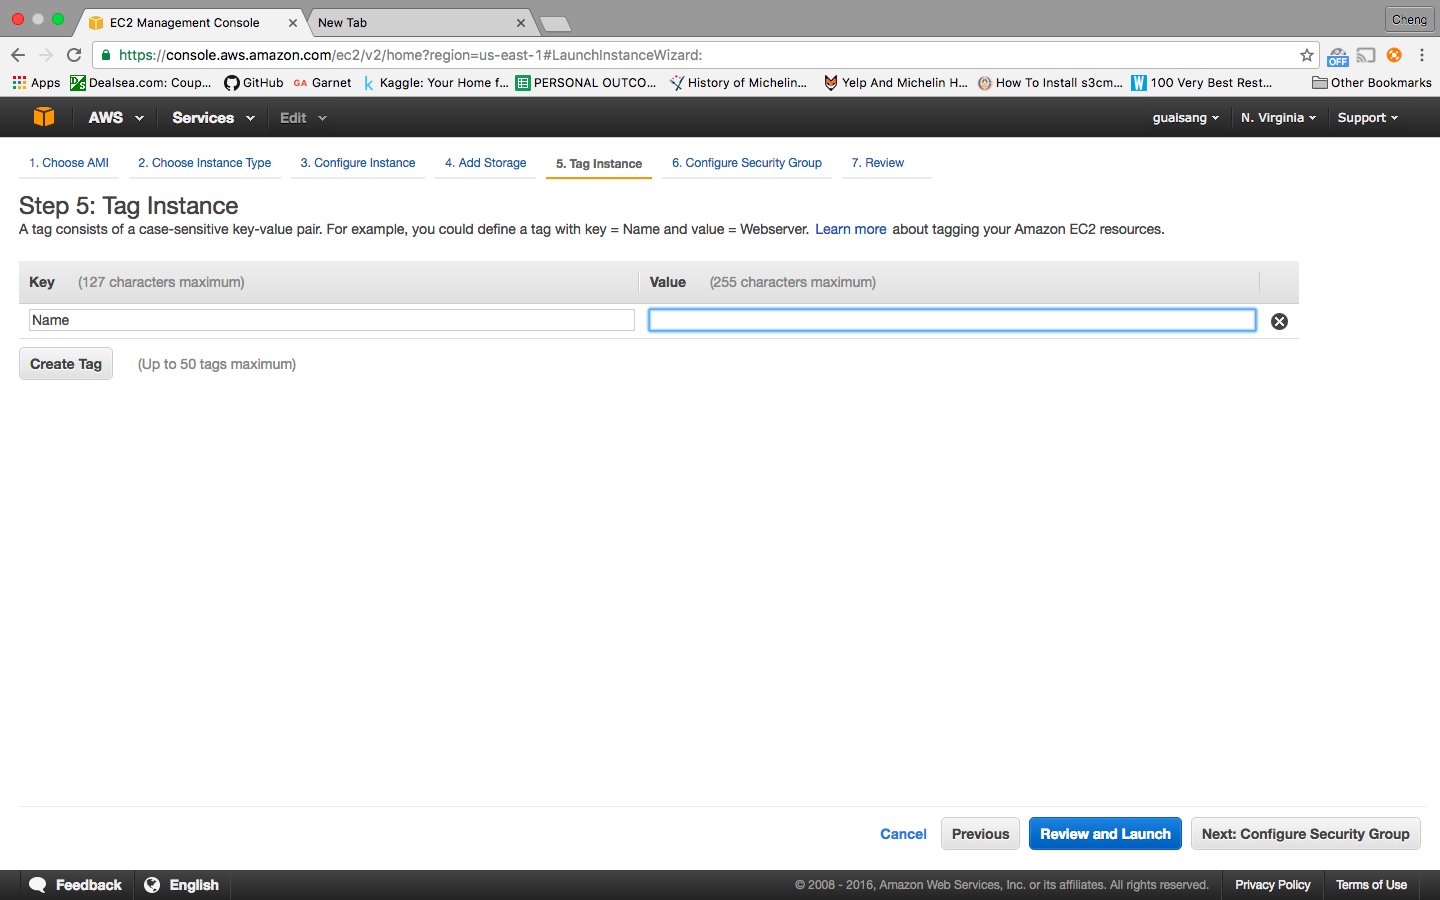 EC2 Management Console
New Tab
Cheng
https://console.aws.amazon.com/ec2/v2/home?region=us-east-1#LaunchInstanceWizard:
OFF
Apps
Dealsea.com: Coup...
GitHub
GA Garnet
k Kaggle: Your Home f...
PERSONAL OUTCO...
History of Michelin...
Yelp And Michelin H...
How To Install s3cm...
W 100 Very Best Rest...
Other Bookmarks
AWS
Services
Edit
guaisang
N. Virginia
Support
1. Choose AMI
2. Choose Instance Type
3. Configure Instance
4. Add Storage
5. Tag Instance
6. Configure Security Group
7. Review
Step 5: Tag Instance
A tag consists of a case-sensitive key-value pair. For example, you could define a tag with key = Name and value = Webserver. Learn more about tagging your Amazon EC2 resources.
Key (127 characters maximum)
Value (255 characters maximum)
Name
Create Tag
(Up to 50 tags maximum)
Cancel
Previous
Review and Launch
Next: Configure Security Group
Feedback
English
© 2008 - 2016, Amazon Web Services, Inc. or its affiliates. All rights reserved.
Privacy Policy
Terms of Use